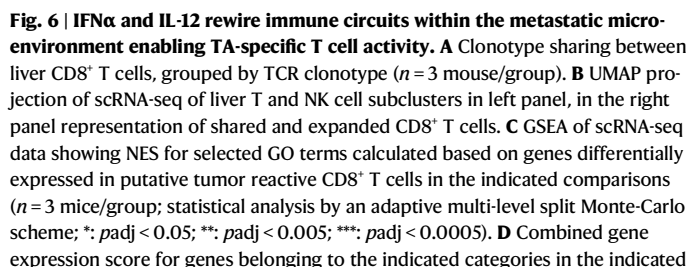 Fig. 6 | IFNα and IL-12 rewire immune circuits within the metastatic micro-
environment enabling TA-specific T cell activity. A Clonotype sharing between
liver CD8⁺ T cells, grouped by TCR clonotype (n = 3 mouse/group). B UMAP pro-
jection of scRNA-seq of liver T and NK cell subclusters in left panel, in the right
panel representation of shared and expanded CD8⁺ T cells. C GSEA of scRNA-seq
data showing NES for selected GO terms calculated based on genes differentially
expressed in putative tumor reactive CD8⁺ T cells in the indicated comparisons
(n = 3 mice/group; statistical analysis by an adaptive multi-level split Monte-Carlo
scheme; *: padj < 0.05; **: padj < 0.005; ***: padj < 0.0005). D Combined gene
expression score for genes belonging to the indicated categories in the indicated